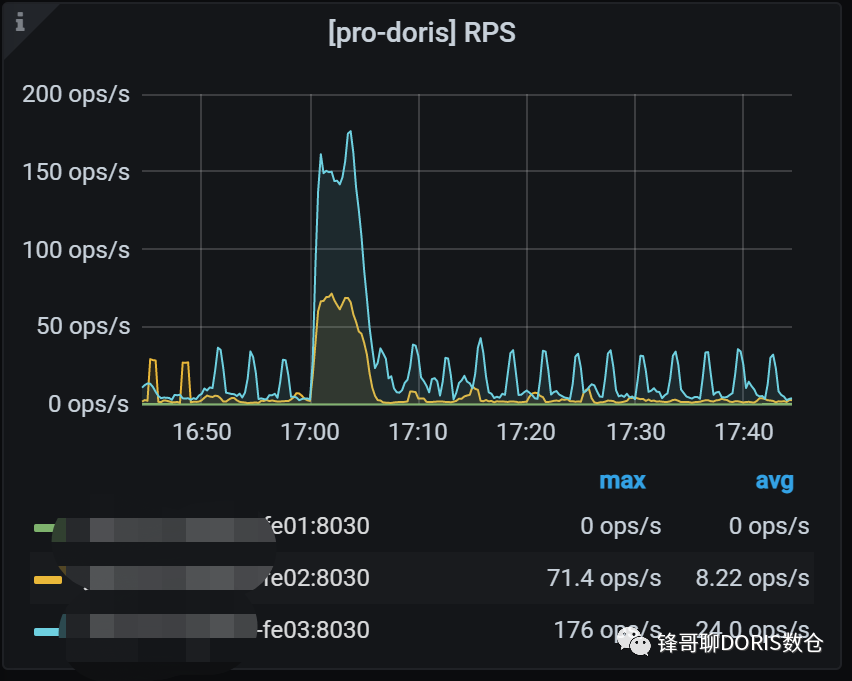 i
[pro-doris] RPS
200 ops/s
150 ops/s
100 ops/s
50 ops/s
0 ops/s
16:50 17:00 17:10 17:20 17:30 17:40
max avg
fe01:8030 0 ops/s 0 ops/s
fe02:8030 71.4 ops/s 8.22 ops/s
-fe03:8030 176 ops/s 24.0 ops/s
锋哥聊DORIS数仓